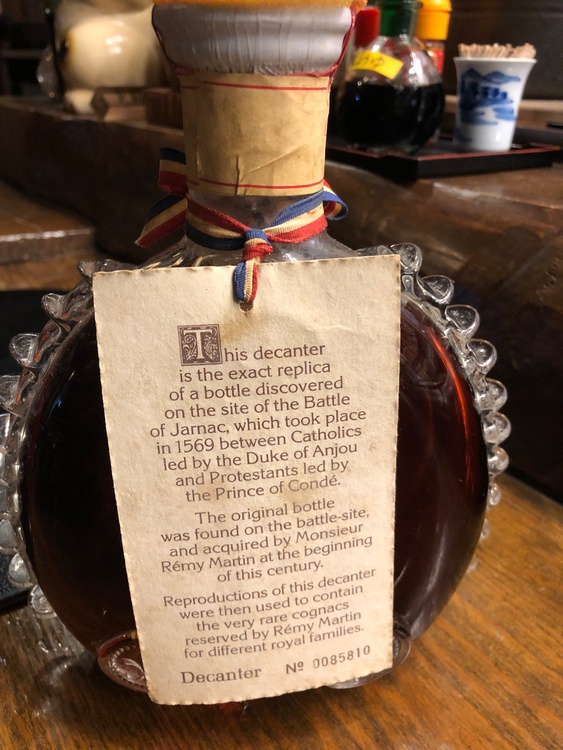 This decanter
is the exact replica
of a bottle discovered
on the site of the Battle
of Jarnac, which took place
in 1569 between Catholics
led by the Duke of Anjou
and Protestants led by
the Prince of Condé.
The original bottle
was found on the battle-site,
and acquired by Monsieur
Rémy Martin at the beginning
of this century.
Reproductions of this decanter
were then used to contain
the very rare cognacs
reserved by Rémy Martin
for different royal families.
Decanter Nº 0085810